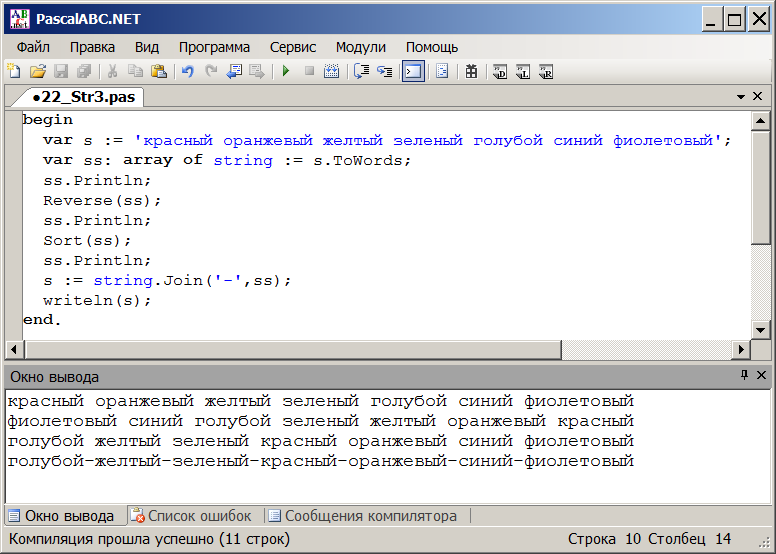 PascalABC.NET
Файл Правка Вид Программа Сервис Модули Помощь
•22_Str3.pas
begin
var s := 'красный оранжевый желтый зеленый голубой синий фиолетовый';
var ss: array of string := s.ToWords;
ss.Println;
Reverse(ss);
ss.Println;
Sort(ss);
ss.Println;
s := string.Join('-',ss);
writeln(s);
end.
Окно вывода
красный оранжевый желтый зеленый голубой синий фиолетовый
фиолетовый синий голубой зеленый желтый оранжевый красный
голубой желтый зеленый красный оранжевый синий фиолетовый
голубой-желтый-зеленый-красный-оранжевый-синий-фиолетовый
Окно вывода Список ошибок Сообщения компилятора
Компиляция прошла успешно (11 строк) Строка 10 Столбец 14